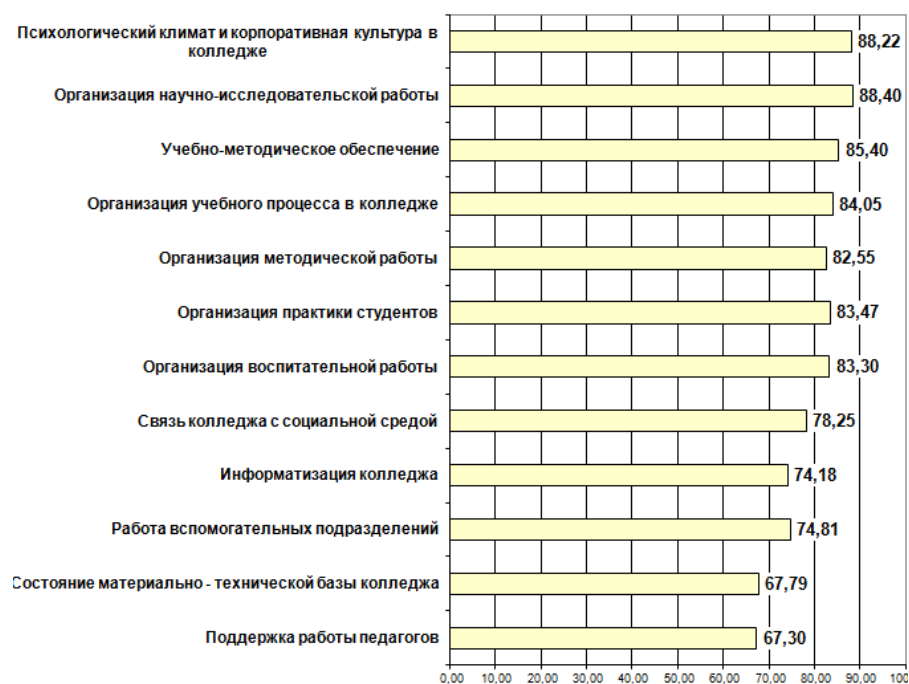 Психологический климат и корпоративная культура в
колледже
88,22
Организация научно-исследовательской работы
88,40
Учебно-методическое обеспечение
85,40
Организация учебного процесса в колледже
84,05
Организация методической работы
82,55
Организация практики студентов
83,47
Организация воспитательной работы
83,30
Связь колледжа с социальной средой
78,25
Информатизация колледжа
74,18
Работа вспомогательных подразделений
74,81
Состояние материально - технической базы колледжа
67,79
Поддержка работы педагогов
67,30
0,00 10,00 20,00 30,00 40,00 50,00 60,00 70,00 80,00 90,00 100